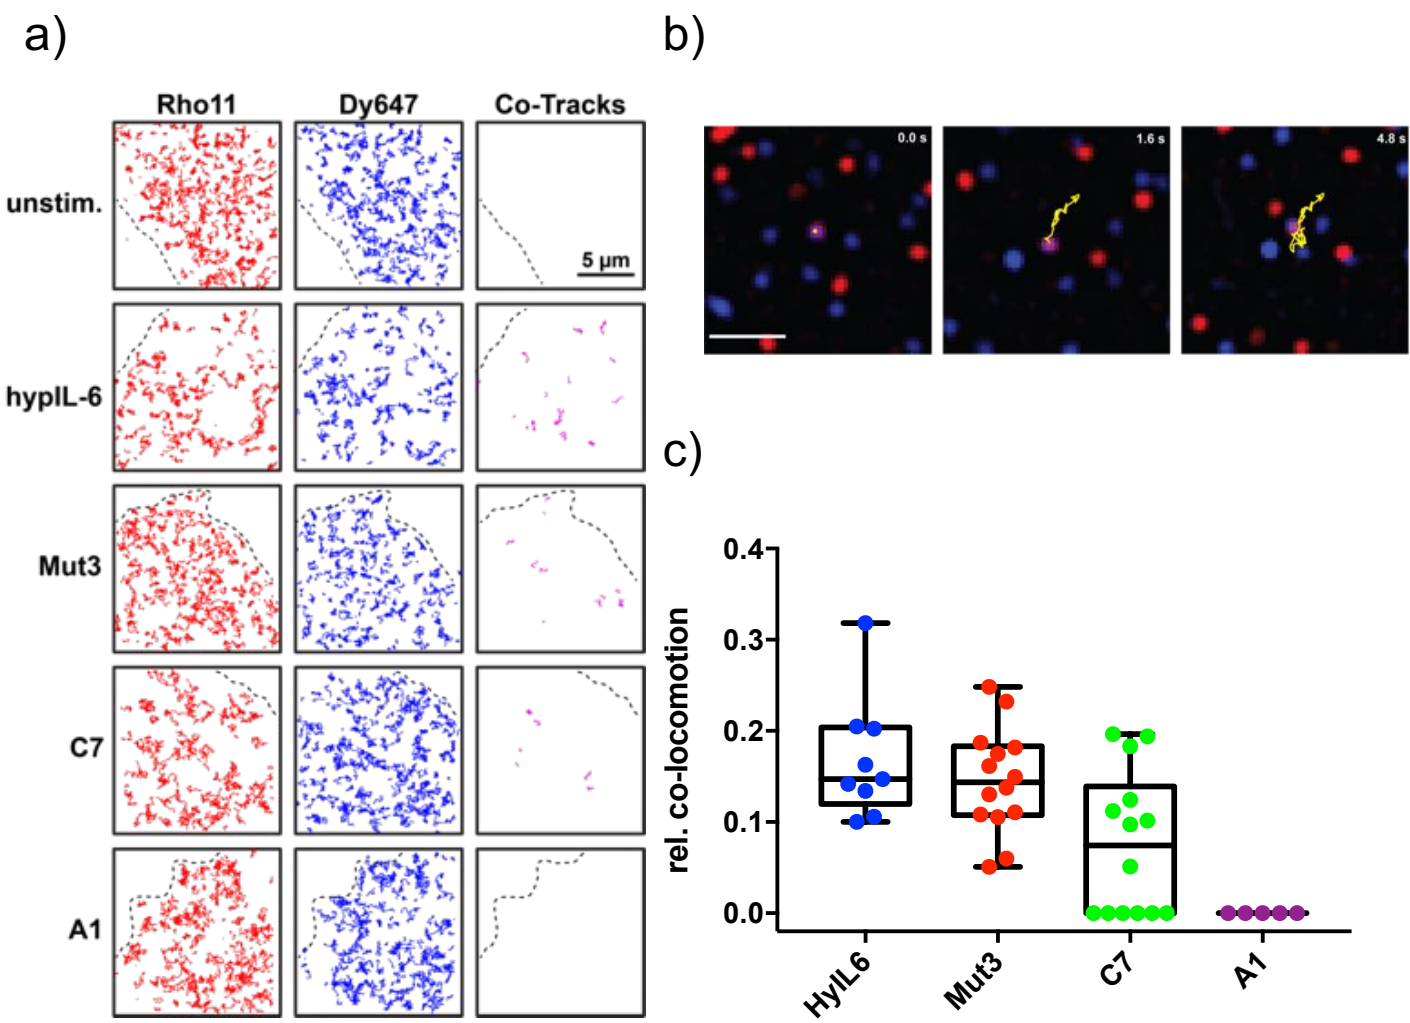 a)
Rho11 Dy647 Co-Tracks
unstim.
5 µm
hypIL-6
Mut3
C7
A1
b)
0.0 s 1.6 s 4.8 s
c)
rel. co-locomotion
0.4
0.3
0.2
0.1
0.0
HyIL6 Mut3 C7 A1